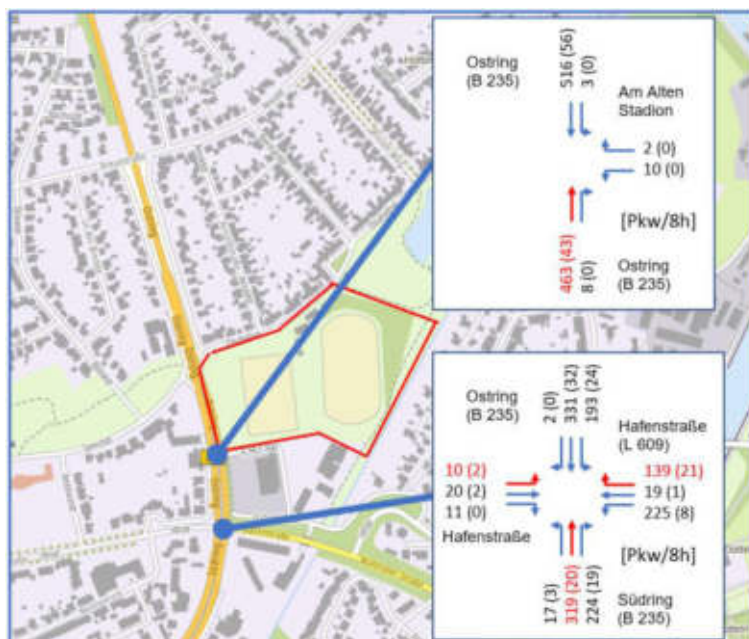 Ostring
(B 235)
516 (56)
3 (0)
Am Alten
Stadion
2 (0)
10 (0)
[Pkw/8h]
463 (43)
8 (0)
Ostring
(B 235)
Ostring
(B 235)
2 (0)
331 (32)
193 (24)
Hafenstraße
(L 609)
10 (2)
20 (2)
11 (0)
139 (21)
19 (1)
225 (8)
Hafenstraße
[Pkw/8h]
17 (3)
319 (20)
224 (19)
Südring
(B 235)
Ostring